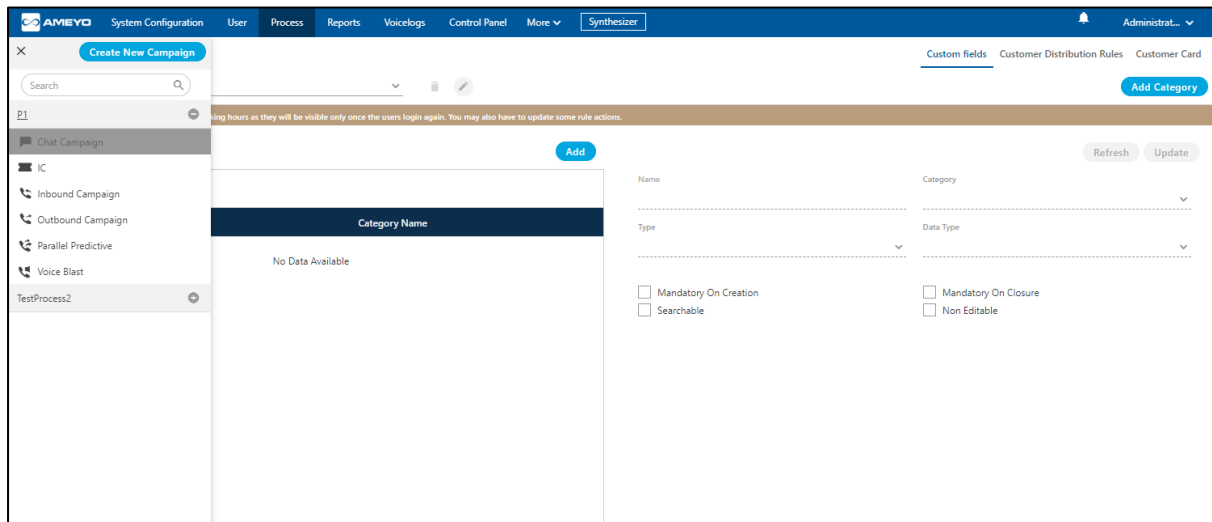 AMEYO System Configuration User Process Reports Voicelogs Control Panel More Synthesizer Administrat...
Create New Campaign
Custom fields Customer Distribution Rules Customer Card
Search
Add Category
P1
ing hours as they will be visible only once the users login again. You may also have to update some rule actions.
Chat Campaign
Add
Refresh Update
IC
Name Category
Inbound Campaign
Outbound Campaign
Category Name
Type Data Type
Parallel Predictive
No Data Available
Voice Blast
Mandatory On Creation Mandatory On Closure
TestProcess2
Searchable Non Editable